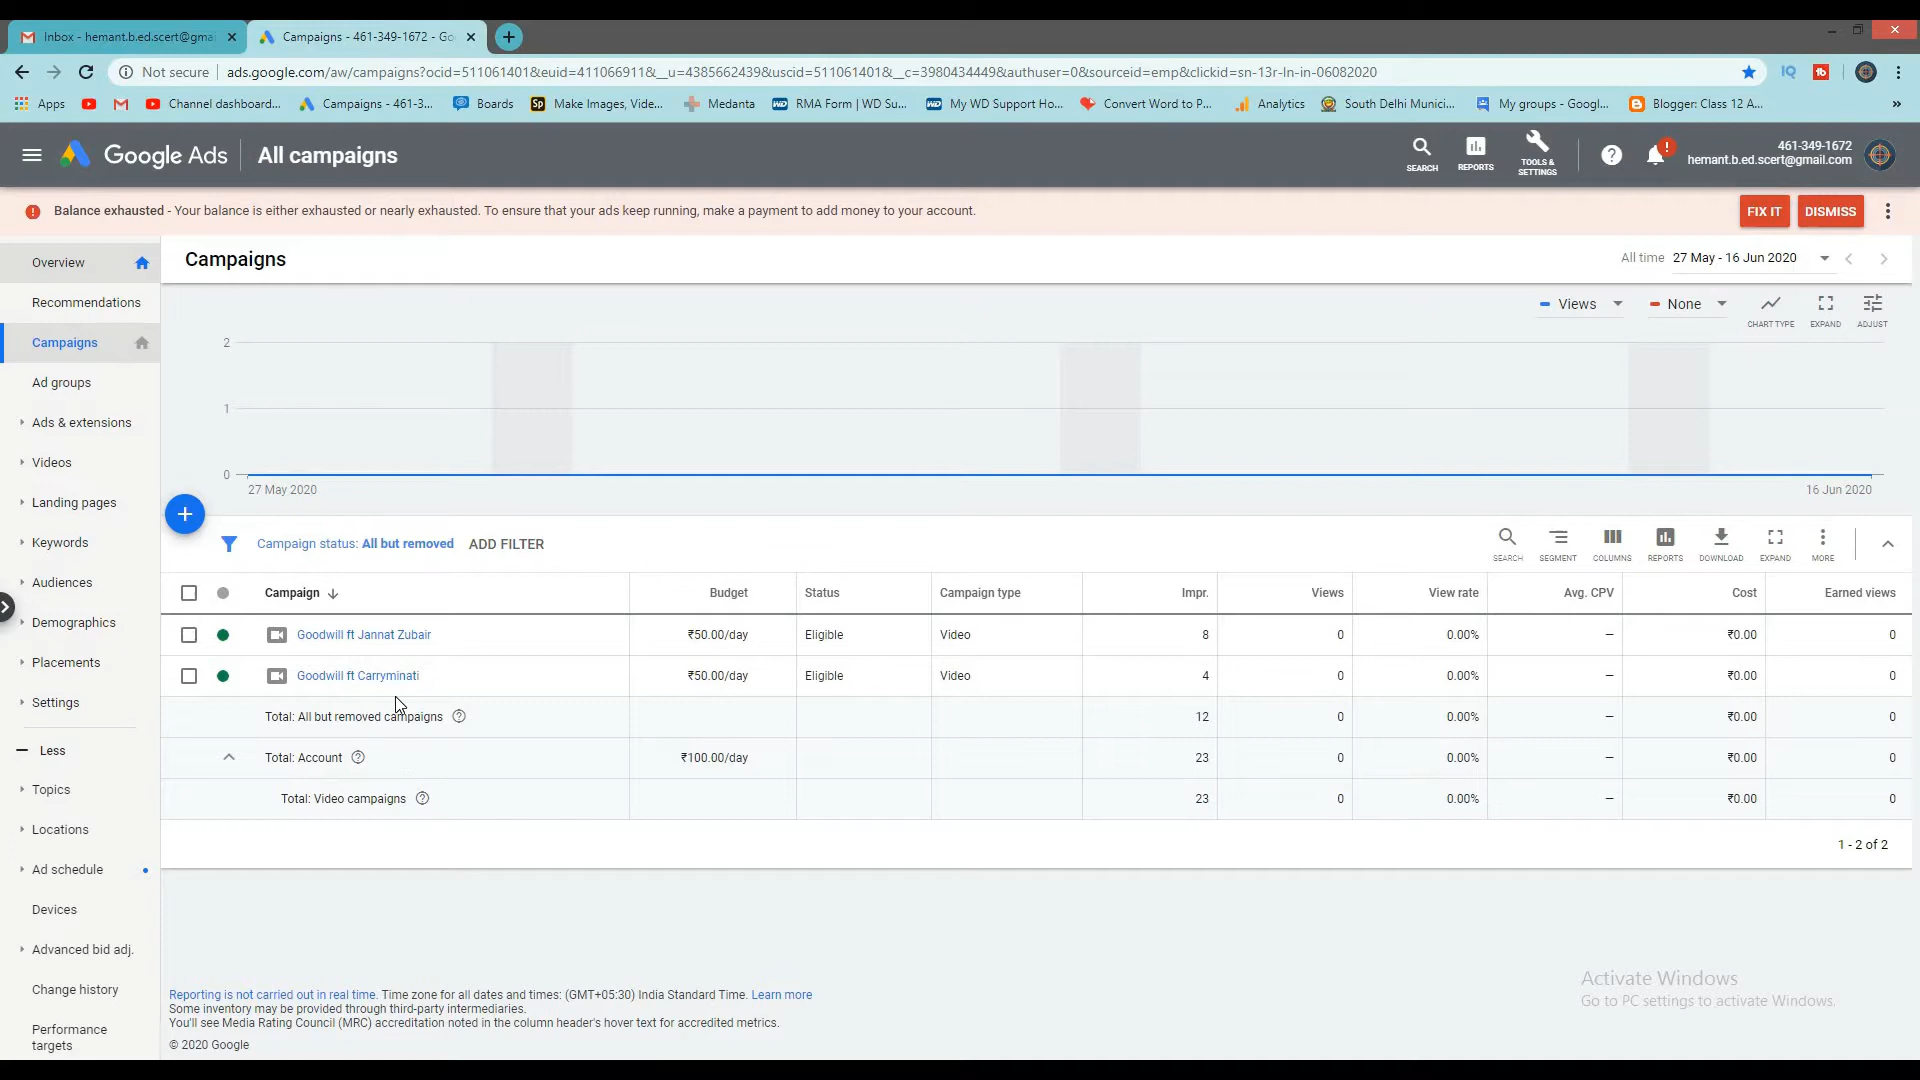 Inbox - hemant.b.ed.scert@gma
Campaigns - 461-349-1672 - Go
Not secure
ads.google.com/aw/campaigns?ocid=511061401&euid=411066911&__u=4385662439&uscid=511061401&__c=3980434449&authuser=0&sourceid=emp&clickid=sn-13r-ln-in-06082020
Apps
Channel dashboard...
Campaigns - 461-3...
Boards
Make Images, Vide...
Medanta
RMA Form | WD Su...
My WD Support Ho...
Convert Word to P...
Analytics
South Delhi Munici...
My groups - Googl...
Blogger: Class 12 A...
Google Ads
All campaigns
SEARCH
REPORTS
TOOLS & SETTINGS
461-349-1672
hemant.b.ed.scert@gmail.com
Balance exhausted - Your balance is either exhausted or nearly exhausted. To ensure that your ads keep running, make a payment to add money to your account.
FIX IT
DISMISS
Overview
Recommendations
Campaigns
Ad groups
Ads & extensions
Videos
Landing pages
Keywords
Audiences
Demographics
Placements
Settings
Less
Topics
Locations
Ad schedule
Devices
Advanced bid adj.
Change history
Performance targets
Campaigns
All time 27 May - 16 Jun 2020
Views
None
CHART TYPE
EXPAND
ADJUST
2
1
0
27 May 2020
16 Jun 2020
Campaign status: All but removed
ADD FILTER
SEARCH
SEGMENT
COLUMNS
REPORTS
DOWNLOAD
EXPAND
MORE
Campaign Budget Status Campaign type Impr. Views View rate Avg. CPV Cost Earned views
Goodwill ft Jannat Zubair ₹50.00/day Eligible Video 8 0 0.00% — ₹0.00 0
Goodwill ft Carryminati ₹50.00/day Eligible Video 4 0 0.00% — ₹0.00 0
Total: All but removed campaigns 12 0 0.00% — ₹0.00 0
Total: Account ₹100.00/day 23 0 0.00% — ₹0.00 0
Total: Video campaigns 23 0 0.00% — ₹0.00 0
1 - 2 of 2
Reporting is not carried out in real time. Time zone for all dates and times: (GMT+05:30) India Standard Time. Learn more
Some inventory may be provided through third-party intermediaries.
You'll see Media Rating Council (MRC) accreditation noted in the column header's hover text for accredited metrics.
© 2020 Google
Activate Windows
Go to PC settings to activate Windows.